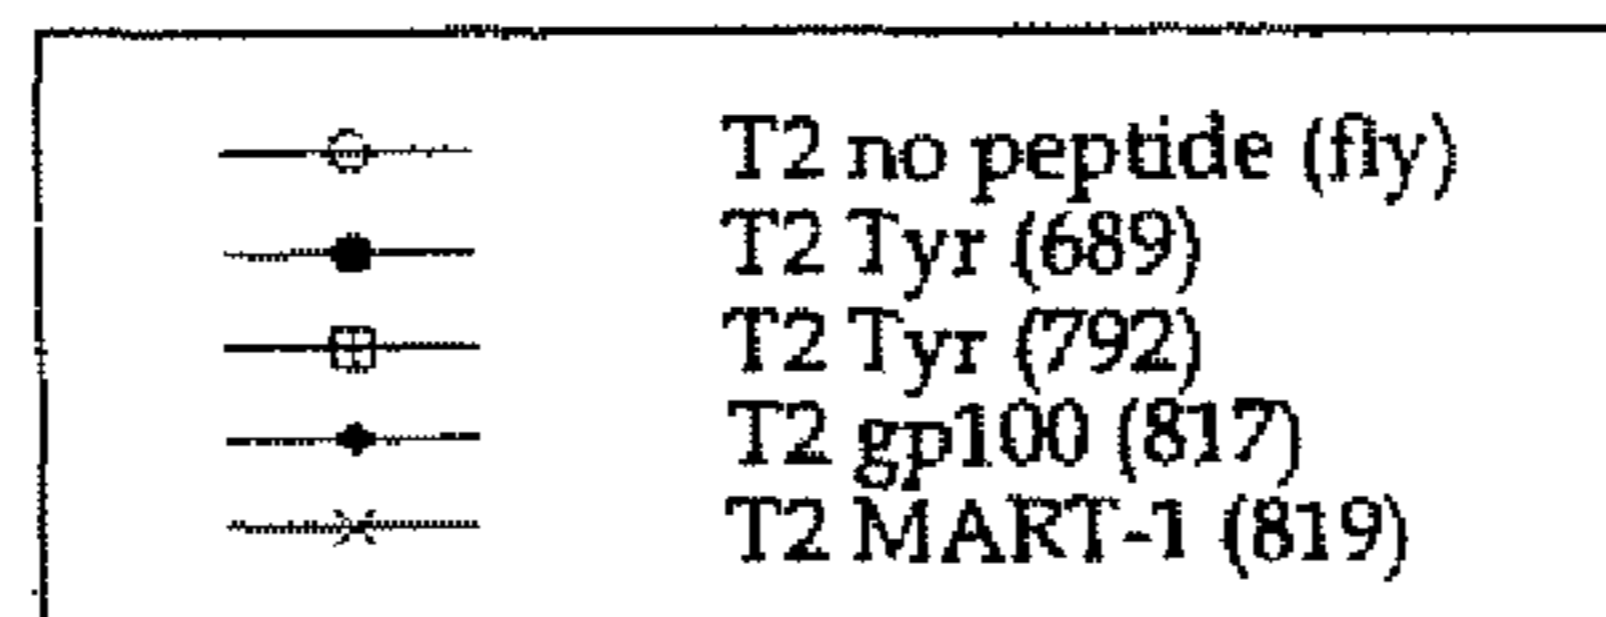 T2 no peptide (fly)
T2 Tyr (689)
T2 Tyr (792)
T2 gp100 (817)
T2 MART-1 (819)